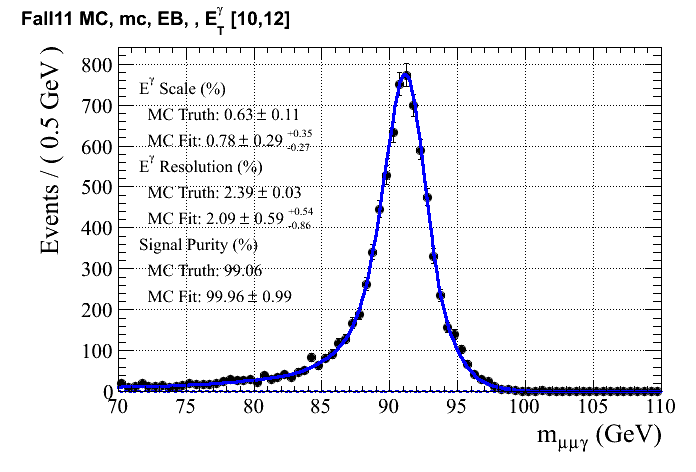 Fall11 MC, mc, EB, , E_T^γ [10,12]
Events / ( 0.5 GeV )
800
700
600
500
400
300
200
100
0
E^γ Scale (%)
MC Truth: 0.63 ± 0.11
MC Fit: 0.78 ± 0.29 +0.35 -0.27
E^γ Resolution (%)
MC Truth: 2.39 ± 0.03
MC Fit: 2.09 ± 0.59 +0.54 -0.86
Signal Purity (%)
MC Truth: 99.06
MC Fit: 99.96 ± 0.99
70 75 80 85 90 95 100 105 110
m_μμγ (GeV)